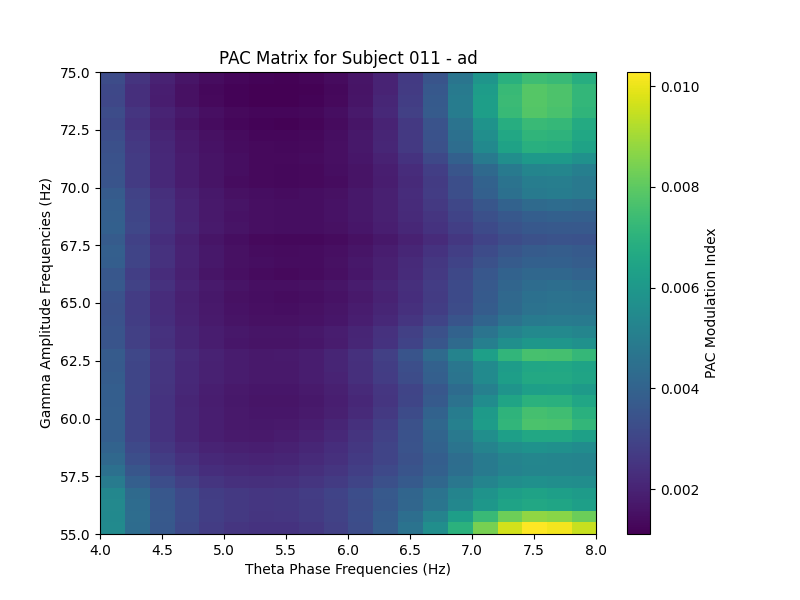 PAC Matrix for Subject 011 - ad
75.0
72.5
70.0
67.5
65.0
62.5
60.0
57.5
55.0
Gamma Amplitude Frequencies (Hz)
4.0 4.5 5.0 5.5 6.0 6.5 7.0 7.5 8.0
Theta Phase Frequencies (Hz)
0.010
0.008
0.006
0.004
0.002
PAC Modulation Index